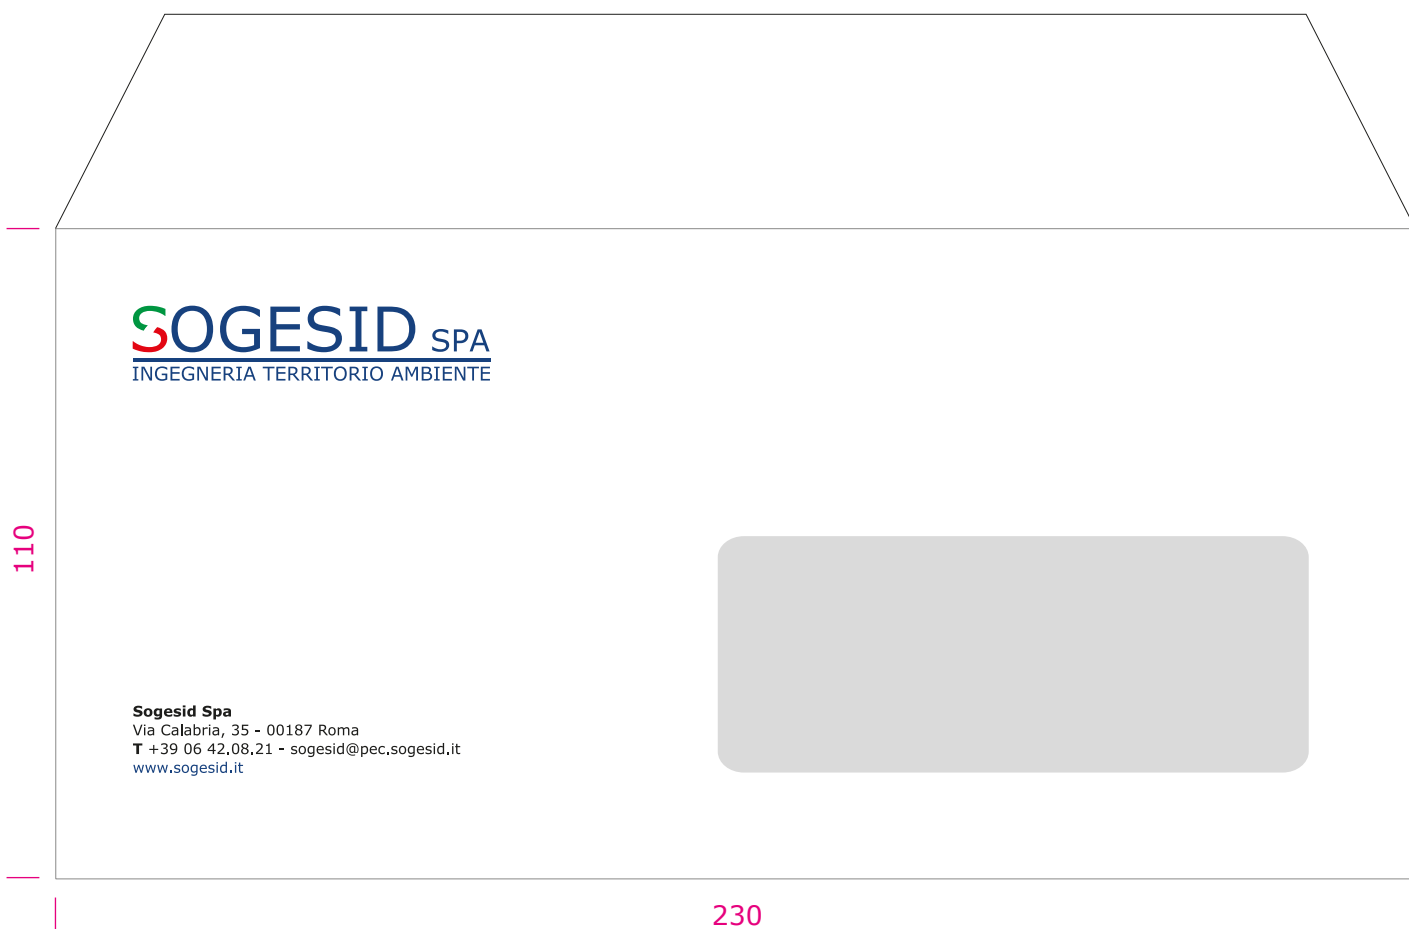 SOGESID SPA
INGEGNERIA TERRITORIO AMBIENTE
110
Sogesid Spa
Via Calabria, 35 - 00187 Roma
T +39 06 42.08.21 - sogesid@pec.sogesid.it
www.sogesid.it
230